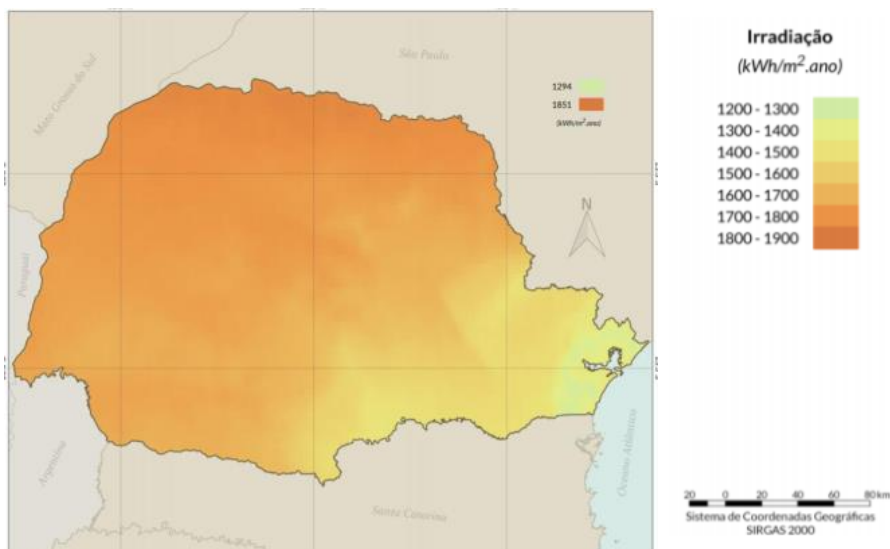 São Paulo
Mato Grosso do Sul
1294
1851
(kWh/m².ano)
N
Paraguai
Argentina
Santa Catarina
Oceano Atlântico
Irradiação
(kWh/m².ano)
1200 - 1300
1300 - 1400
1400 - 1500
1500 - 1600
1600 - 1700
1700 - 1800
1800 - 1900
20 0 20 40 60 80 km
Sistema de Coordenadas Geográficas
SIRGAS 2000